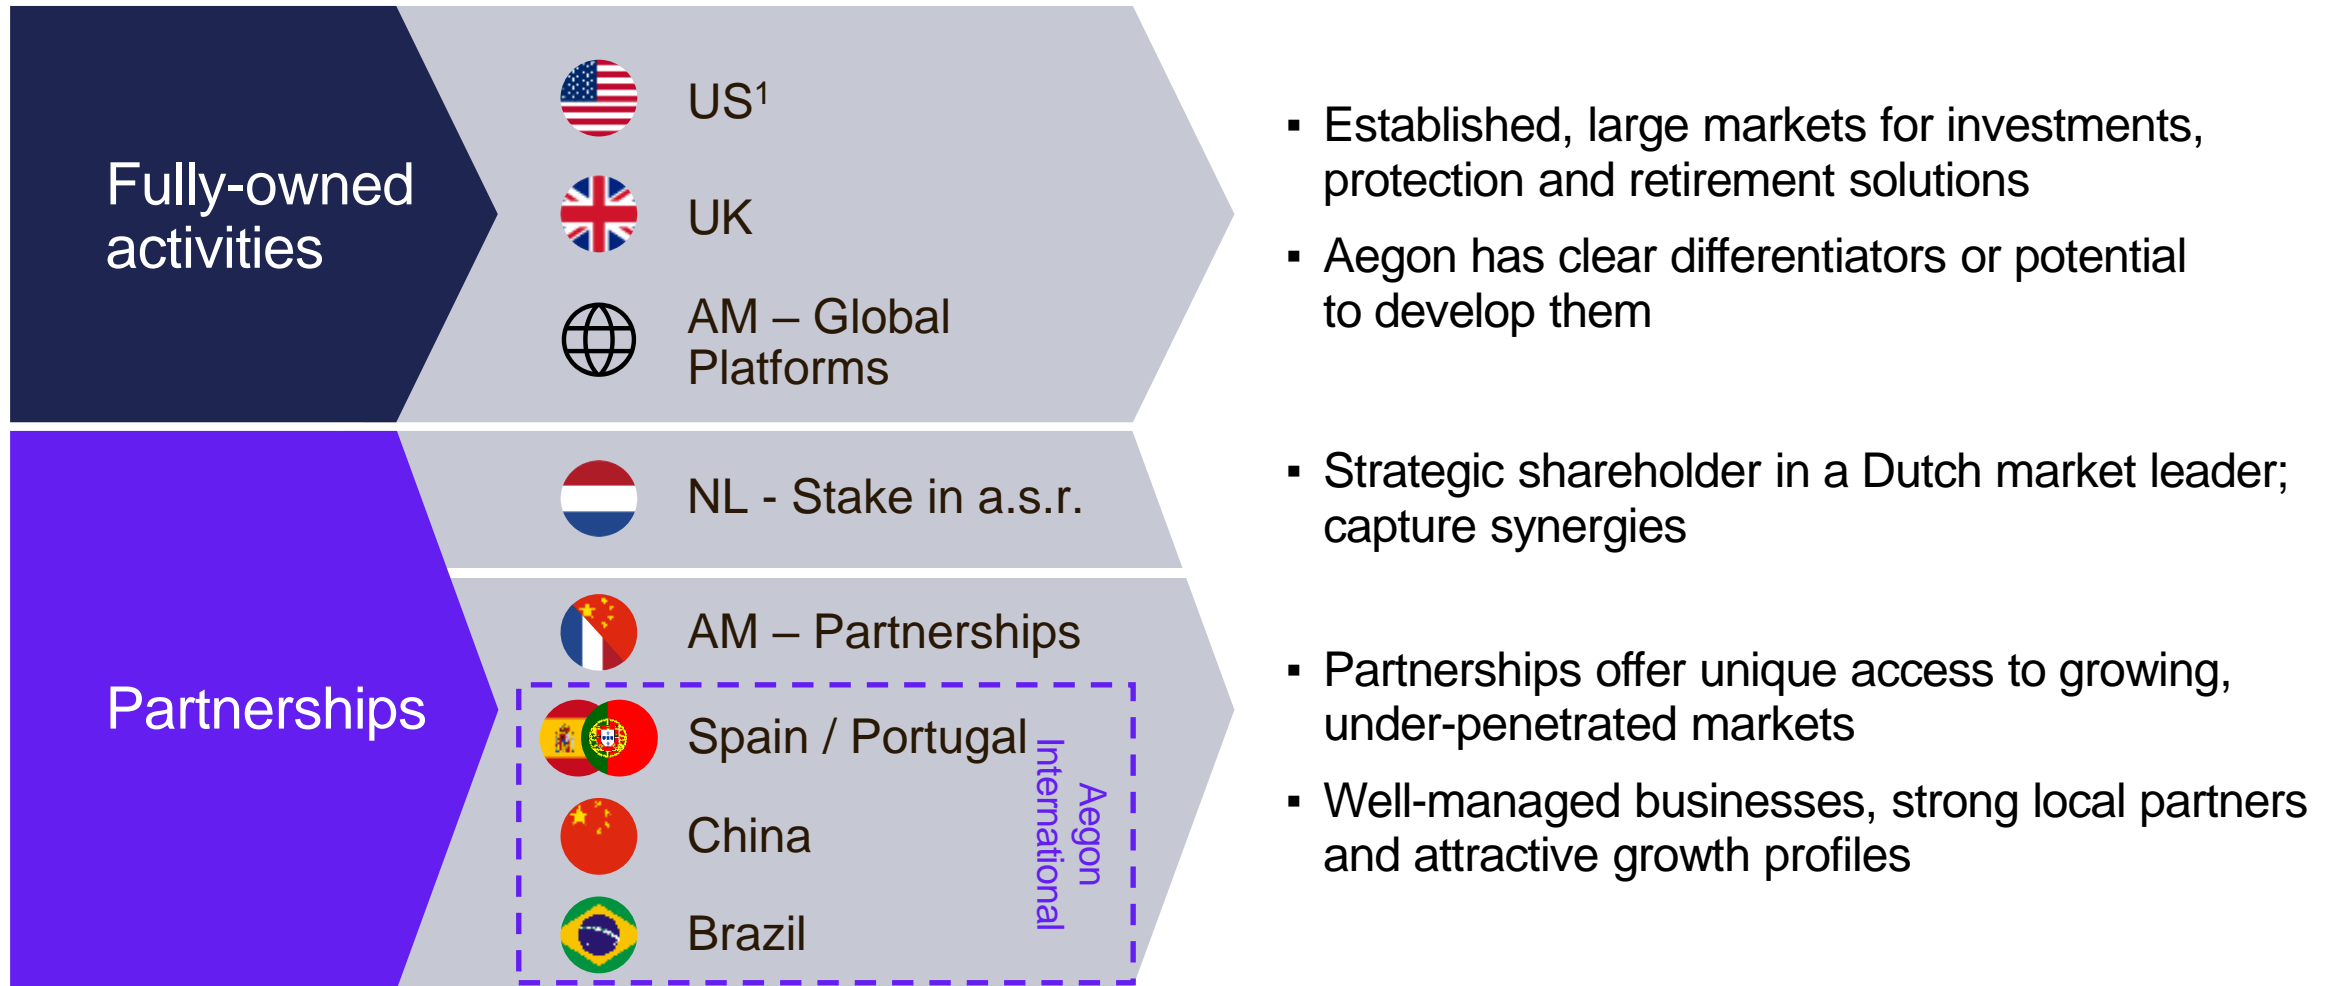 Fully-owned
activities
US¹
UK
AM – Global
Platforms
▪ Established, large markets for investments,
protection and retirement solutions
▪ Aegon has clear differentiators or potential
to develop them
Partnerships
NL - Stake in a.s.r.
▪ Strategic shareholder in a Dutch market leader;
capture synergies
AM – Partnerships
Spain / Portugal
China
Brazil
Aegon
International
▪ Partnerships offer unique access to growing,
under-penetrated markets
▪ Well-managed businesses, strong local partners
and attractive growth profiles